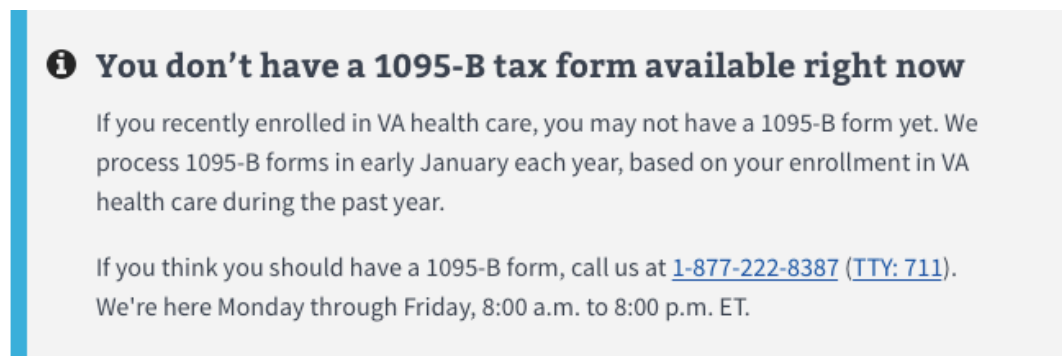 You don’t have a 1095-B tax form available right now
If you recently enrolled in VA health care, you may not have a 1095-B form yet. We
process 1095-B forms in early January each year, based on your enrollment in VA
health care during the past year.
If you think you should have a 1095-B form, call us at 1-877-222-8387 (TTY: 711).
We're here Monday through Friday, 8:00 a.m. to 8:00 p.m. ET.